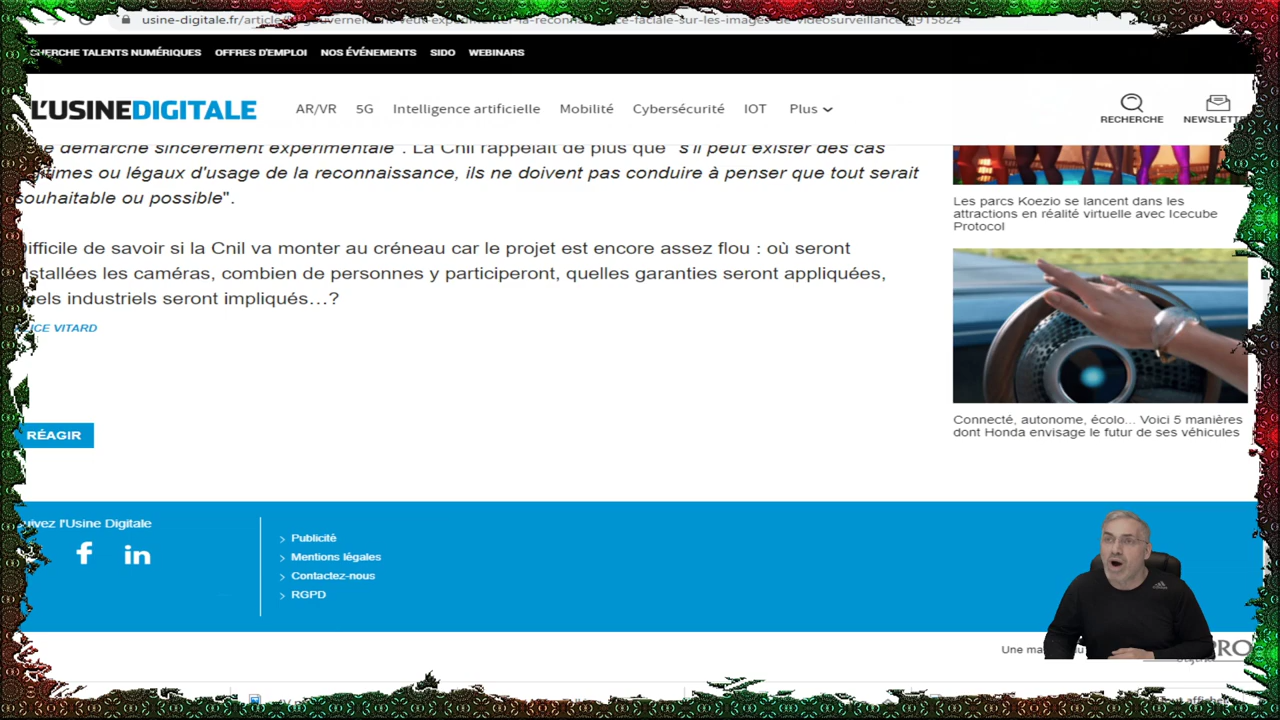 usine-digitale.fr/article/
HERCHE TALENTS NUMÉRIQUES OFFRES D'EMPLOI NOS ÉVÉNEMENTS SIDO WEBINARS
L'USINEDIGITALE AR/VR 5G Intelligence artificielle Mobilité Cybersécurité IOT Plus
RECHERCHE NEWSLETT
e démarche sincèrement expérimentale". La Cnil rappelait de plus que "s'il peut exister des cas
times ou légaux d'usage de la reconnaissance, ils ne doivent pas conduire à penser que tout serait
souhaitable ou possible".
ifficile de savoir si la Cnil va monter au créneau car le projet est encore assez flou : où seront
stallées les caméras, combien de personnes y participeront, quelles garanties seront appliquées,
els industriels seront impliqués…?
ICE VITARD
RÉAGIR
Les parcs Koezio se lancent dans les
attractions en réalité virtuelle avec Icecube
Protocol
Connecté, autonome, écolo... Voici 5 manières
dont Honda envisage le futur de ses véhicules
uivez l'Usine Digitale
f in
Publicité
Mentions légales
Contactez-nous
RGPD
Une ma
PRO